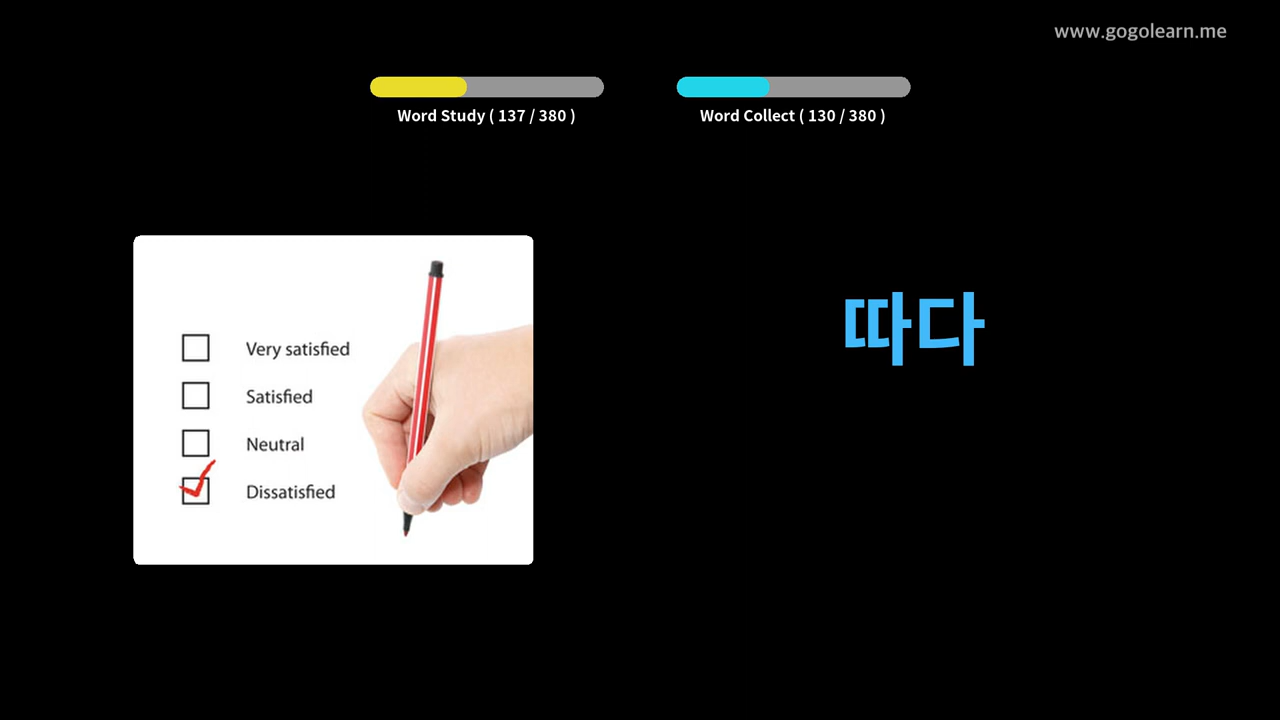 www.gogolearn.me
Word Study ( 137 / 380 )
Word Collect ( 130 / 380 )
Very satisfied
Satisfied
Neutral
Dissatisfied
따다